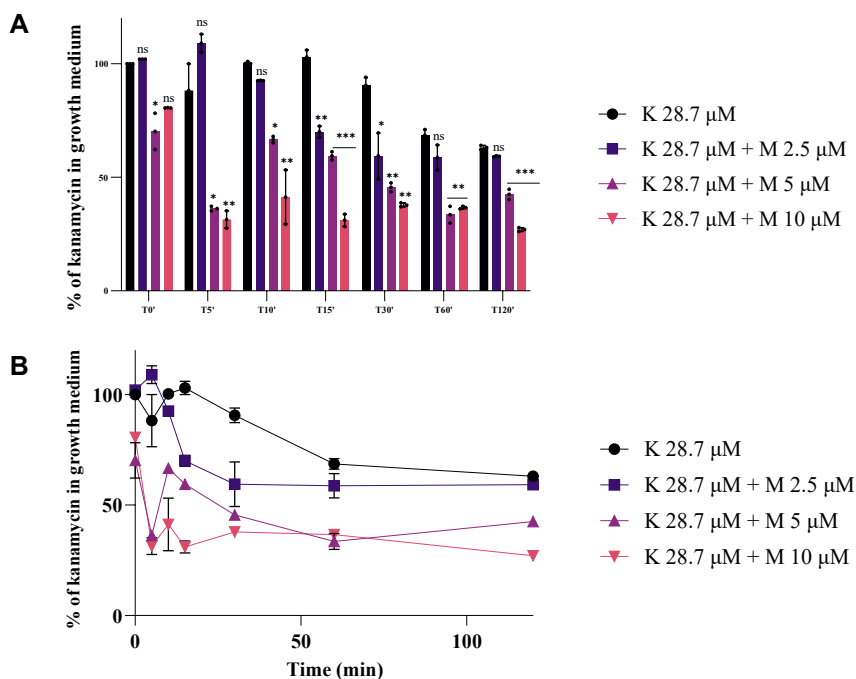 A
% of kanamycin in growth medium
100
50
0
ns
*
ns
ns
*
**
ns
*
**
**
***
*
**
**
ns
**
ns
***
T0'
T5'
T10'
T15'
T30'
T60'
T120'
K 28.7 μM
K 28.7 μM + M 2.5 μM
K 28.7 μM + M 5 μM
K 28.7 μM + M 10 μM
B
% of kanamycin in growth medium
100
50
0
0
50
100
Time (min)
K 28.7 μM
K 28.7 μM + M 2.5 μM
K 28.7 μM + M 5 μM
K 28.7 μM + M 10 μM